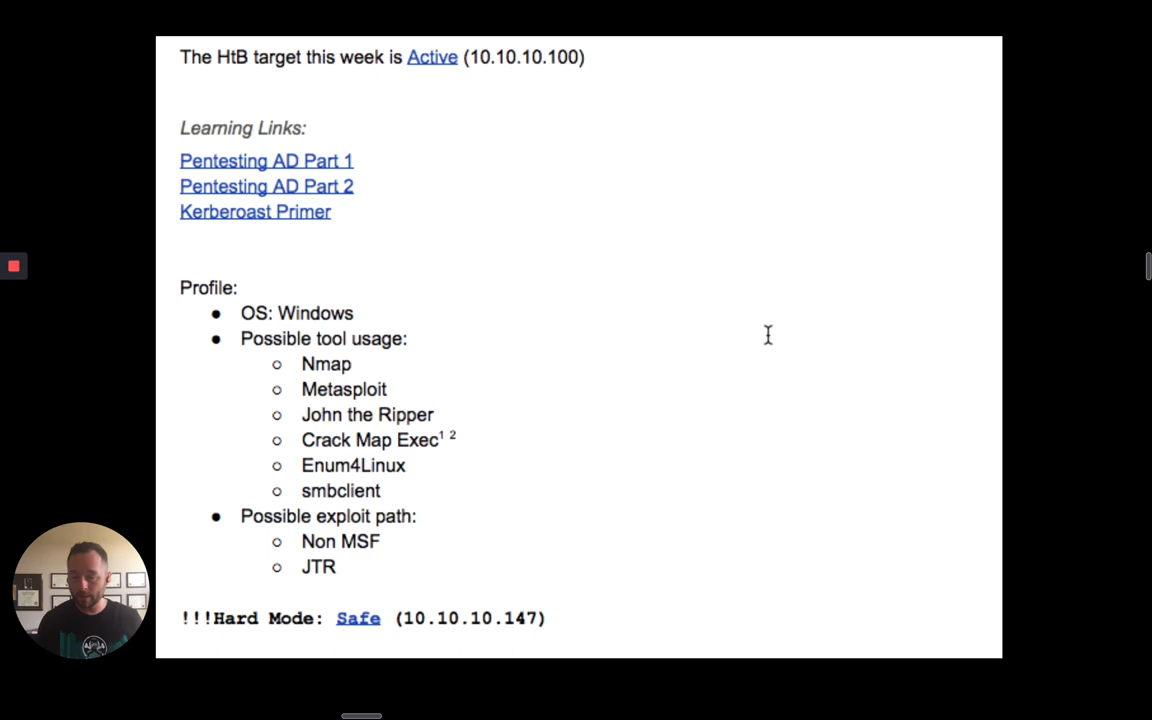 The HtB target this week is Active (10.10.10.100)
Learning Links:
Pentesting AD Part 1
Pentesting AD Part 2
Kerberoast Primer
Profile:
● OS: Windows
● Possible tool usage:
○ Nmap
○ Metasploit
○ John the Ripper
○ Crack Map Exec¹ ²
○ Enum4Linux
○ smbclient
● Possible exploit path:
○ Non MSF
○ JTR
!!!Hard Mode: Safe (10.10.10.147)